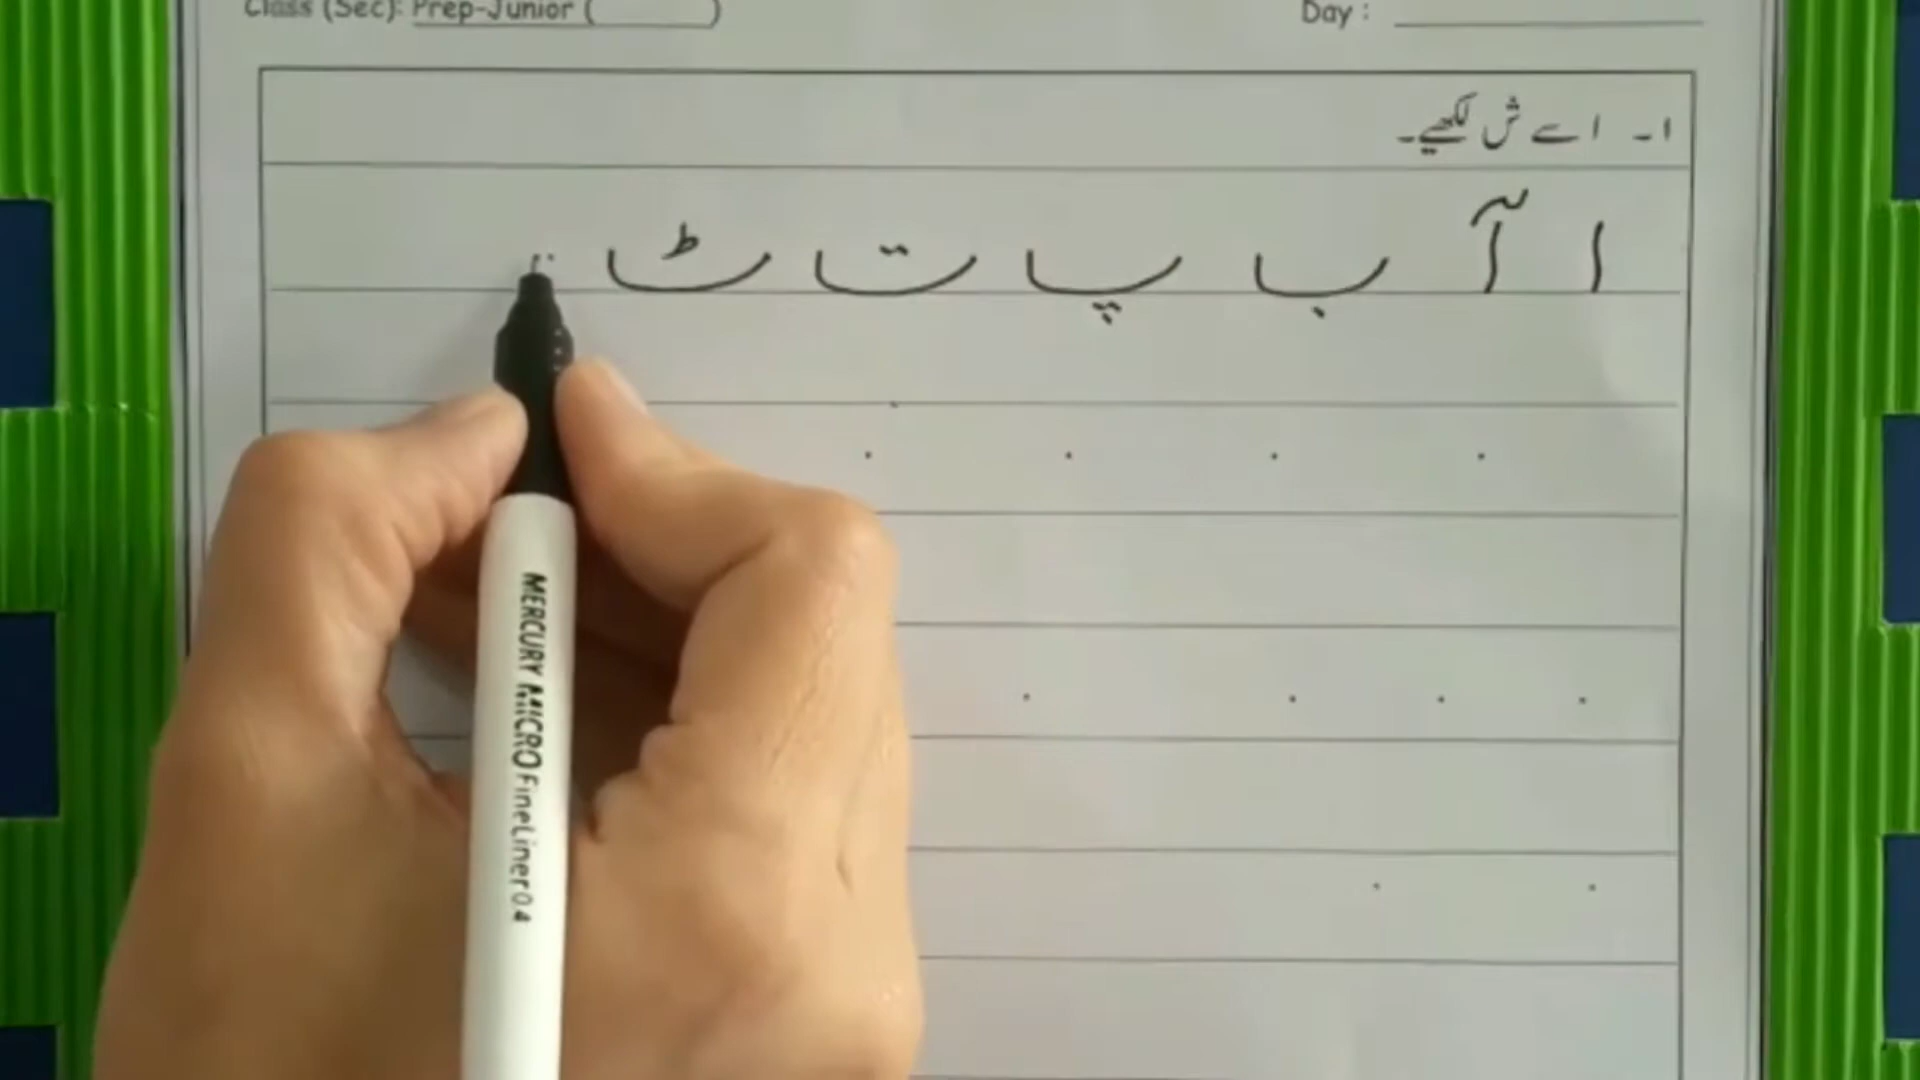 Class (Sec): Prep-Junior ( ) Day :
۱۔ ا سے ش لکھیے۔
ا آ ب پ ت ٹ
MERCURY MICRO FineLiner 0.4